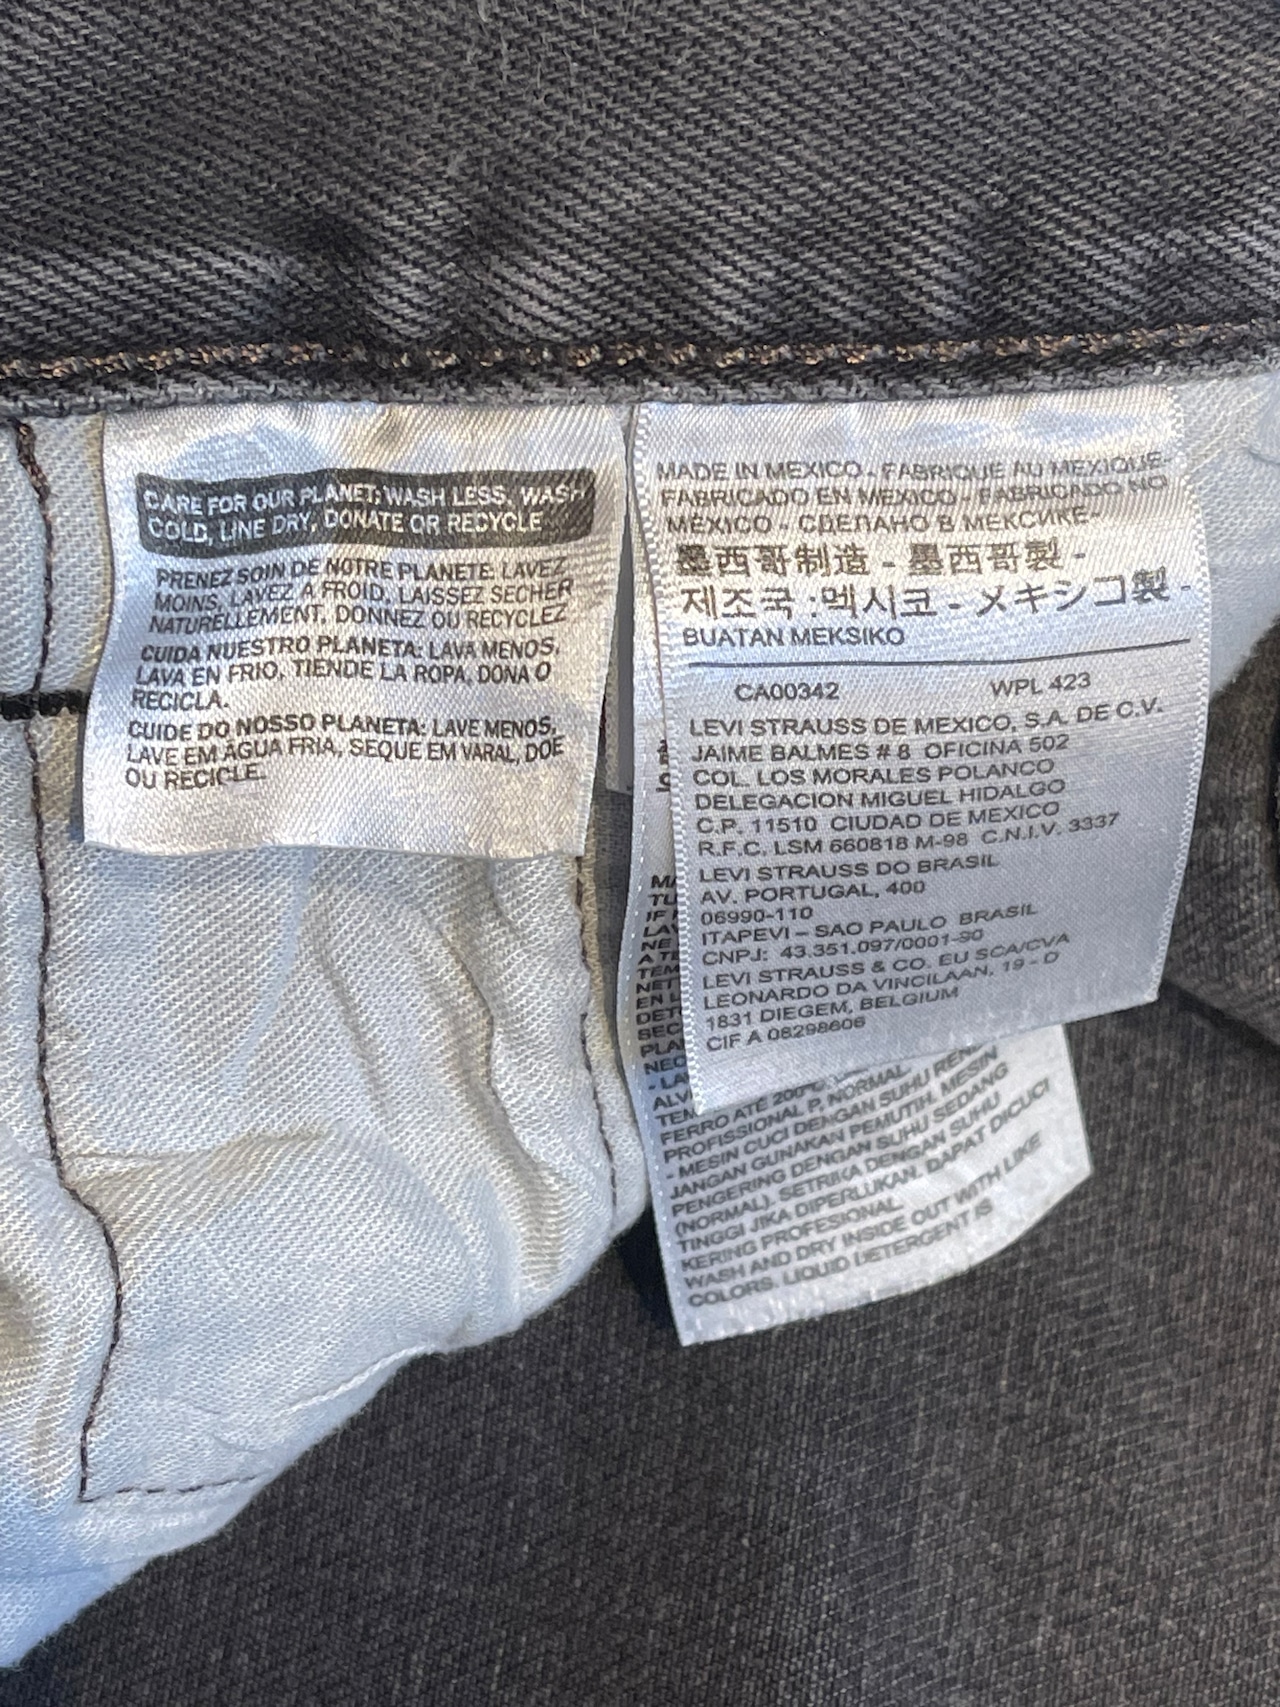 CARE FOR OUR PLANET: WASH LESS, WASH
COLD, LINE DRY, DONATE OR RECYCLE
PRENEZ SOIN DE NOTRE PLANETE: LAVEZ
MOINS, LAVEZ A FROID, LAISSEZ SECHER
NATURELLEMENT, DONNEZ OU RECYCLEZ
CUIDA NUESTRO PLANETA: LAVA MENOS,
LAVA EN FRIO, TIENDE LA ROPA, DONA O
RECICLA.
CUIDE DO NOSSO PLANETA: LAVE MENOS,
LAVE EM ÁGUA FRIA, SEQUE EM VARAL, DOE
OU RECICLE.
MADE IN MEXICO - FABRIQUE AU MEXIQUE-
FABRICADO EN MEXICO - FABRICADO NO
MÉXICO - СДЕЛАНО В МЕКСИКЕ-
墨西哥制造 - 墨西哥製 -
제조국 :멕시코 - メキシコ製 -
BUATAN MEKSIKO
CA00342 WPL 423
LEVI STRAUSS DE MEXICO, S.A. DE C.V.
JAIME BALMES # 8 OFICINA 502
COL. LOS MORALES POLANCO
DELEGACION MIGUEL HIDALGO
C.P. 11510 CIUDAD DE MEXICO
R.F.C. LSM 660818 M-98 C.N.I.V. 3337
LEVI STRAUSS DO BRASIL
AV. PORTUGAL, 400
06990-110
ITAPEVI – SAO PAULO BRASIL
CNPJ: 43.351.097/0001-90
LEVI STRAUSS & CO. EU SCA/CVA
LEONARDO DA VINCILAAN, 19 - D
1831 DIEGEM, BELGIUM
CIF A 08298606
FERRO ATÉ 200°C
PROFISSIONAL P. NORMAL
- MESIN CUCI DENGAN SUHU RENDAH. MESIN
JANGAN GUNAKAN PEMUTIH. MESIN
PENGERING DENGAN SUHU SEDANG
(NORMAL). SETRIKA DENGAN SUHU
TINGGI JIKA DIPERLUKAN. DAPAT DICUCI
KERING PROFESIONAL.
WASH AND DRY INSIDE OUT WITH LIKE
COLORS. LIQUID DETERGENT IS